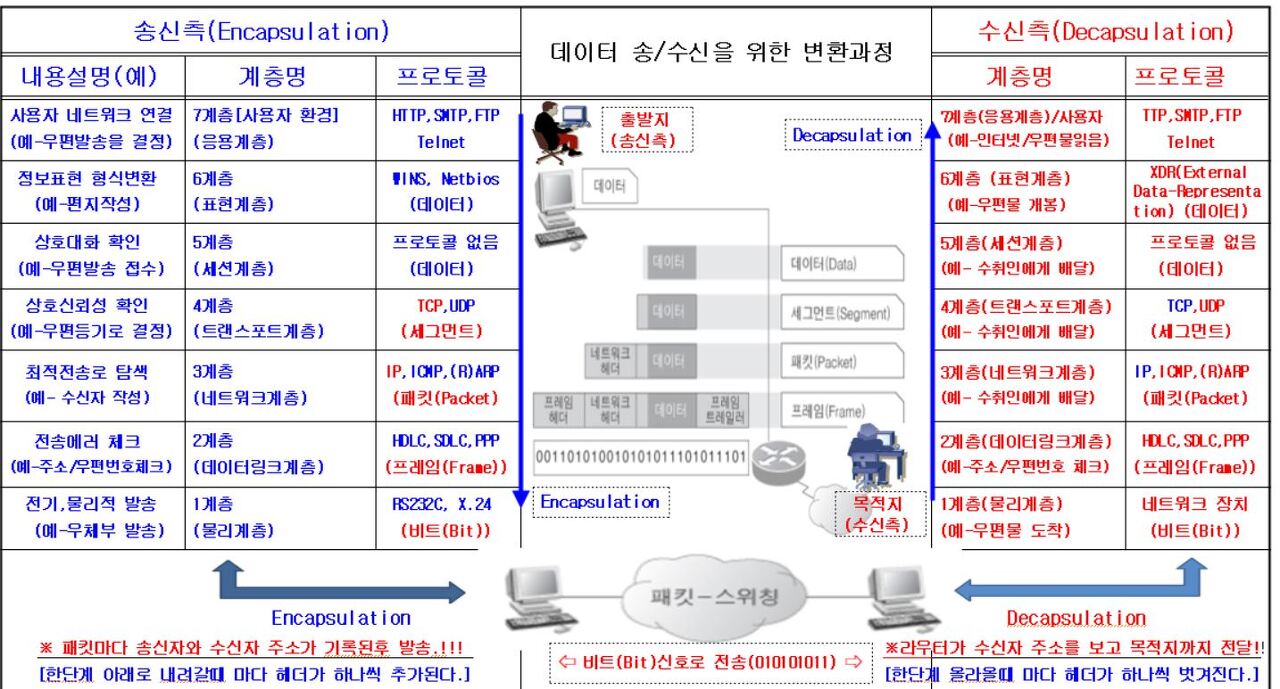 송신측(Encapsulation)
데이터 송/수신을 위한 변환과정
수신측(Decapsulation)
내용설명(예)
계층명
프로토콜
계층명
프로토콜
사용자 네트워크 연결
(예-우편발송을 결정)
7계층[사용자 환경]
(응용계층)
HTTP,SMTP,FTP
Telnet
정보표현 형식변환
(예-편지작성)
6계층
(표현계층)
WINS, Netbios
(데이터)
상호대화 확인
(예-우편발송 접수)
5계층
(세션계층)
프로토콜 없음
(데이터)
상호신뢰성 확인
(예-우편등기로 결정)
4계층
(트랜스포트계층)
TCP,UDP
(세그먼트)
최적전송로 탐색
(예- 수신자 작성)
3계층
(네트워크계층)
IP,ICMP,(R)ARP
(패킷(Packet)
전송에러 체크
(예-주소/우편번호체크)
2계층
(데이터링크계층)
HDLC,SDLC,PPP
(프레임(Frame))
전기,물리적 발송
(예-우체부 발송)
1계층
(물리계층)
RS232C, X.24
(비트(Bit))
출발지
(송신측)
Decapsulation
데이터
데이터
데이터(Data)
데이터
세그먼트(Segment)
네트워크
헤더
데이터
패킷(Packet)
프레임
헤더
네트워크
헤더
데이터
프레임
트레일러
프레임(Frame)
001101010010101011101011101
Encapsulation
목적지
(수신측)
7계층(응용계층)/사용자
(예-인터넷/우편물읽음)
TTP,SMTP,FTP
Telnet
6계층 (표현계층)
(예-우편물 개봉)
XDR(External
Data-Representa
tion) (데이터)
5계층(세션계층)
(예- 수취인에게 배달)
프로토콜 없음
(데이터)
4계층(트랜스포트계층)
(예- 수취인에게 배달)
TCP,UDP
(세그먼트)
3계층(네트워크계층)
(예- 수취인에게 배달)
IP,ICMP,(R)ARP
(패킷(Packet)
2계층(데이터링크계층)
(예-주소/우편번호 체크)
HDLC,SDLC,PPP
(프레임(Frame))
1계층(물리계층)
(예-우편물 도착)
네트워크 장치
(비트(Bit))
Encapsulation
※ 패킷마다 송신자와 수신자 주소가 기록된후 발송.!!!
[한단계 아래로 내려갈때 마다 헤더가 하나씩 추가된다.]
패킷-스위칭
⇦ 비트(Bit)신호로 전송(010101011) ⇨
Decapsulation
※라우터가 수신자 주소를 보고 목적지까지 전달!!
[한단계 올라올때 마다 헤더가 하나씩 벗겨진다.]